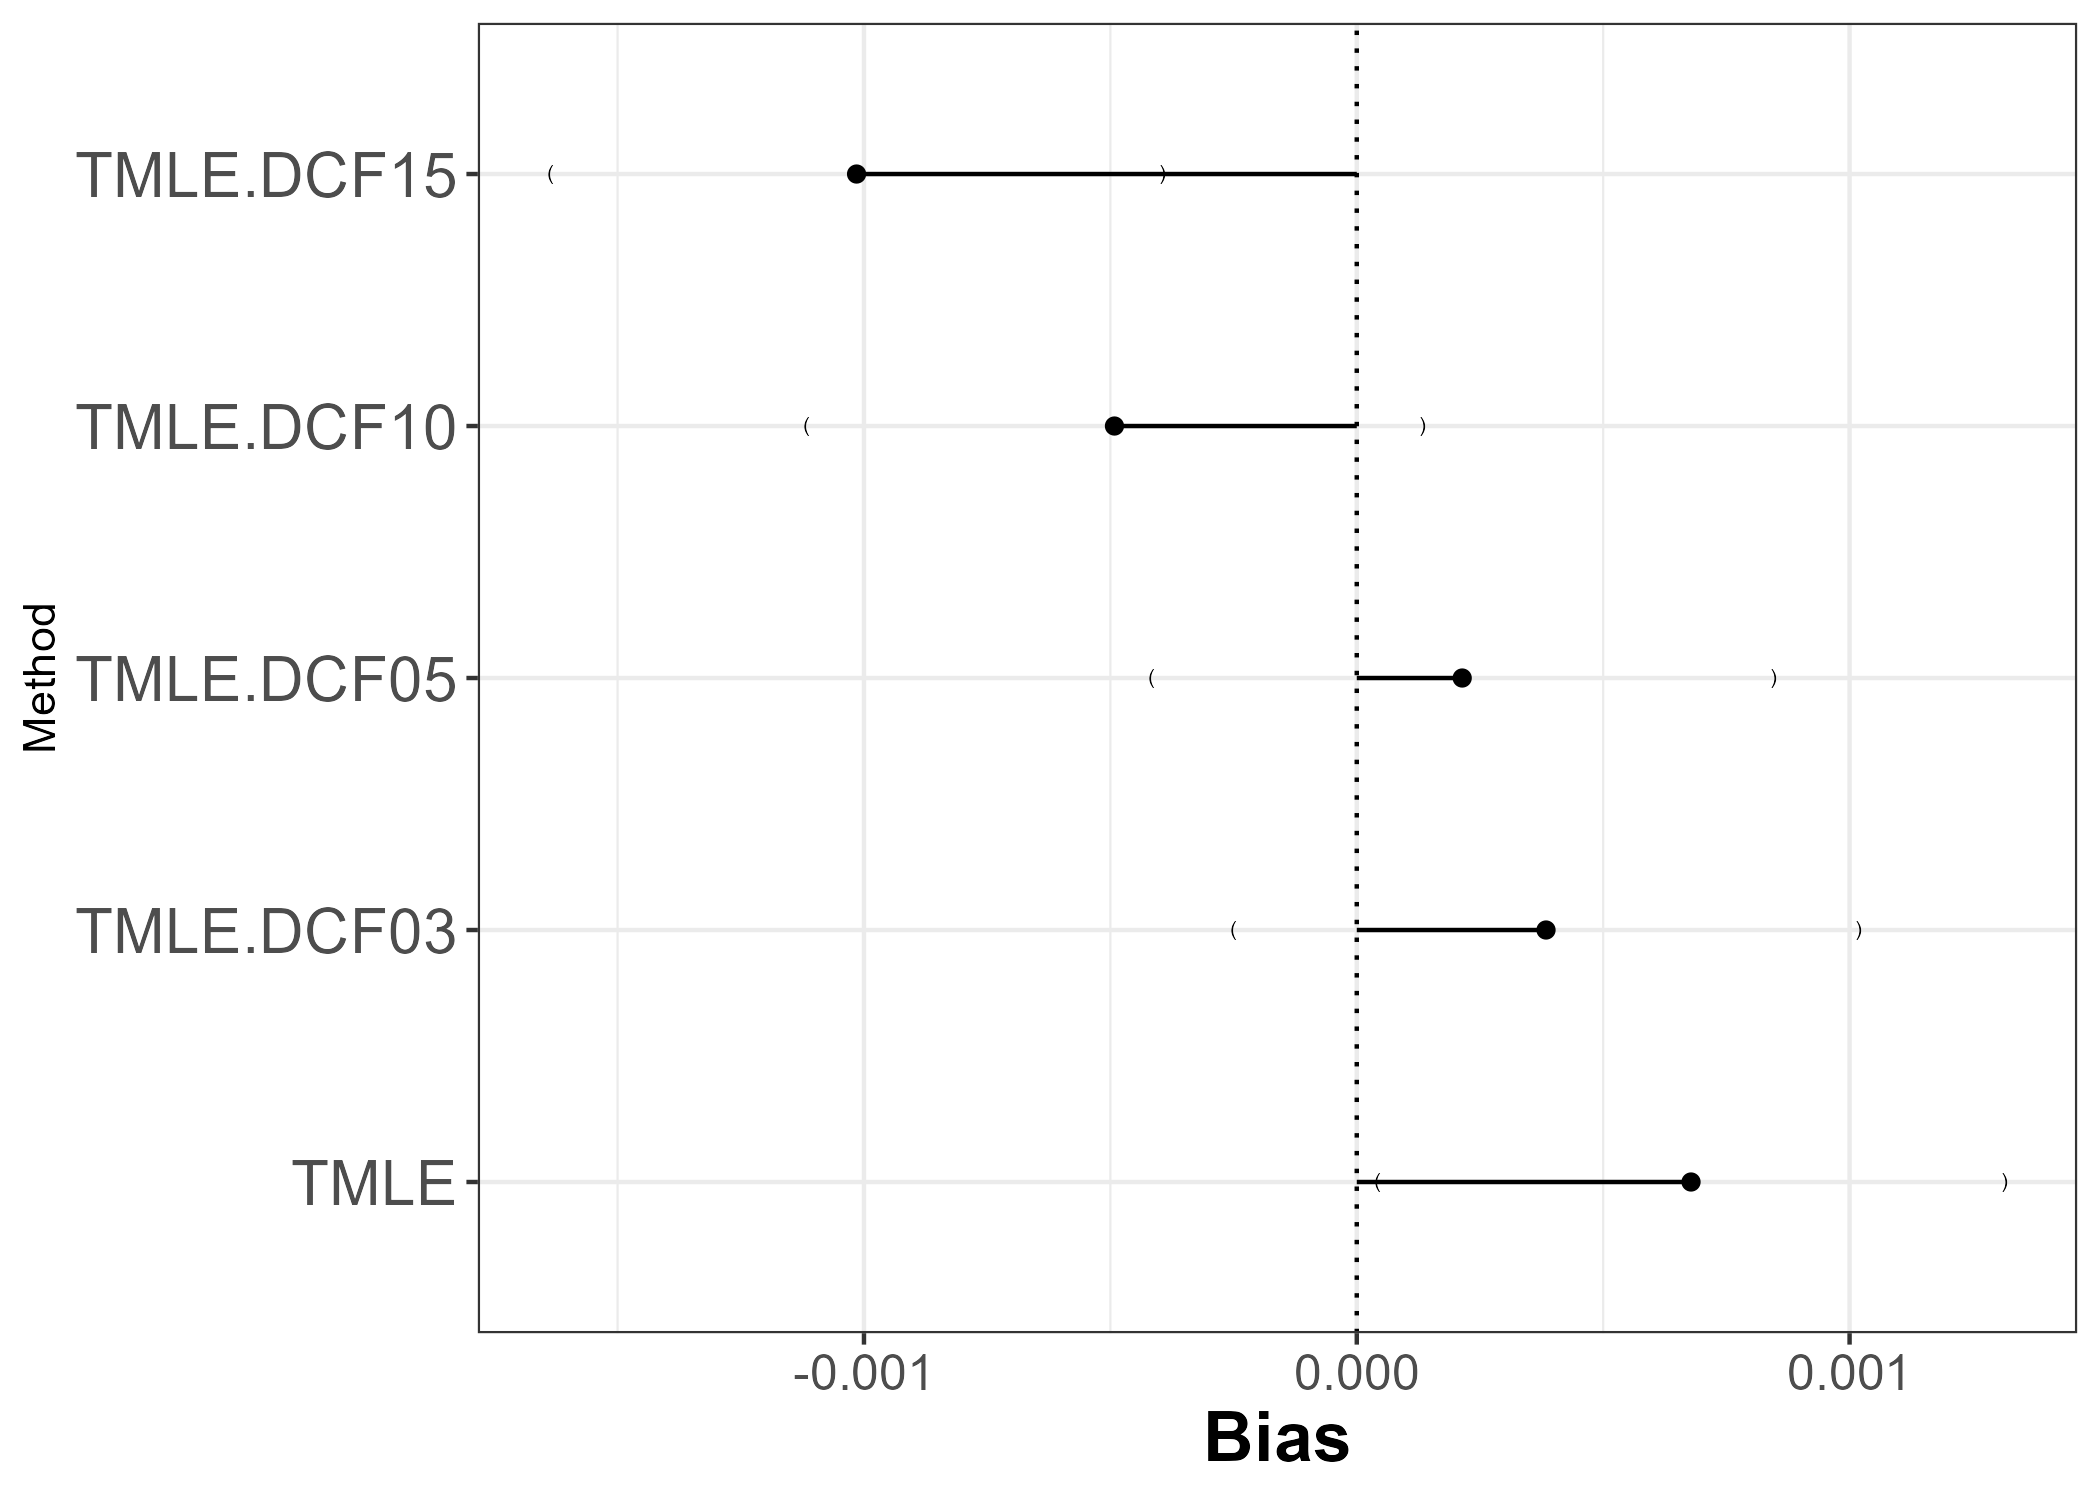 TMLE.DCF15
( )
TMLE.DCF10
( )
TMLE.DCF05
( )
TMLE.DCF03
( )
TMLE
( )
Method
-0.001 0.000 0.001
Bias